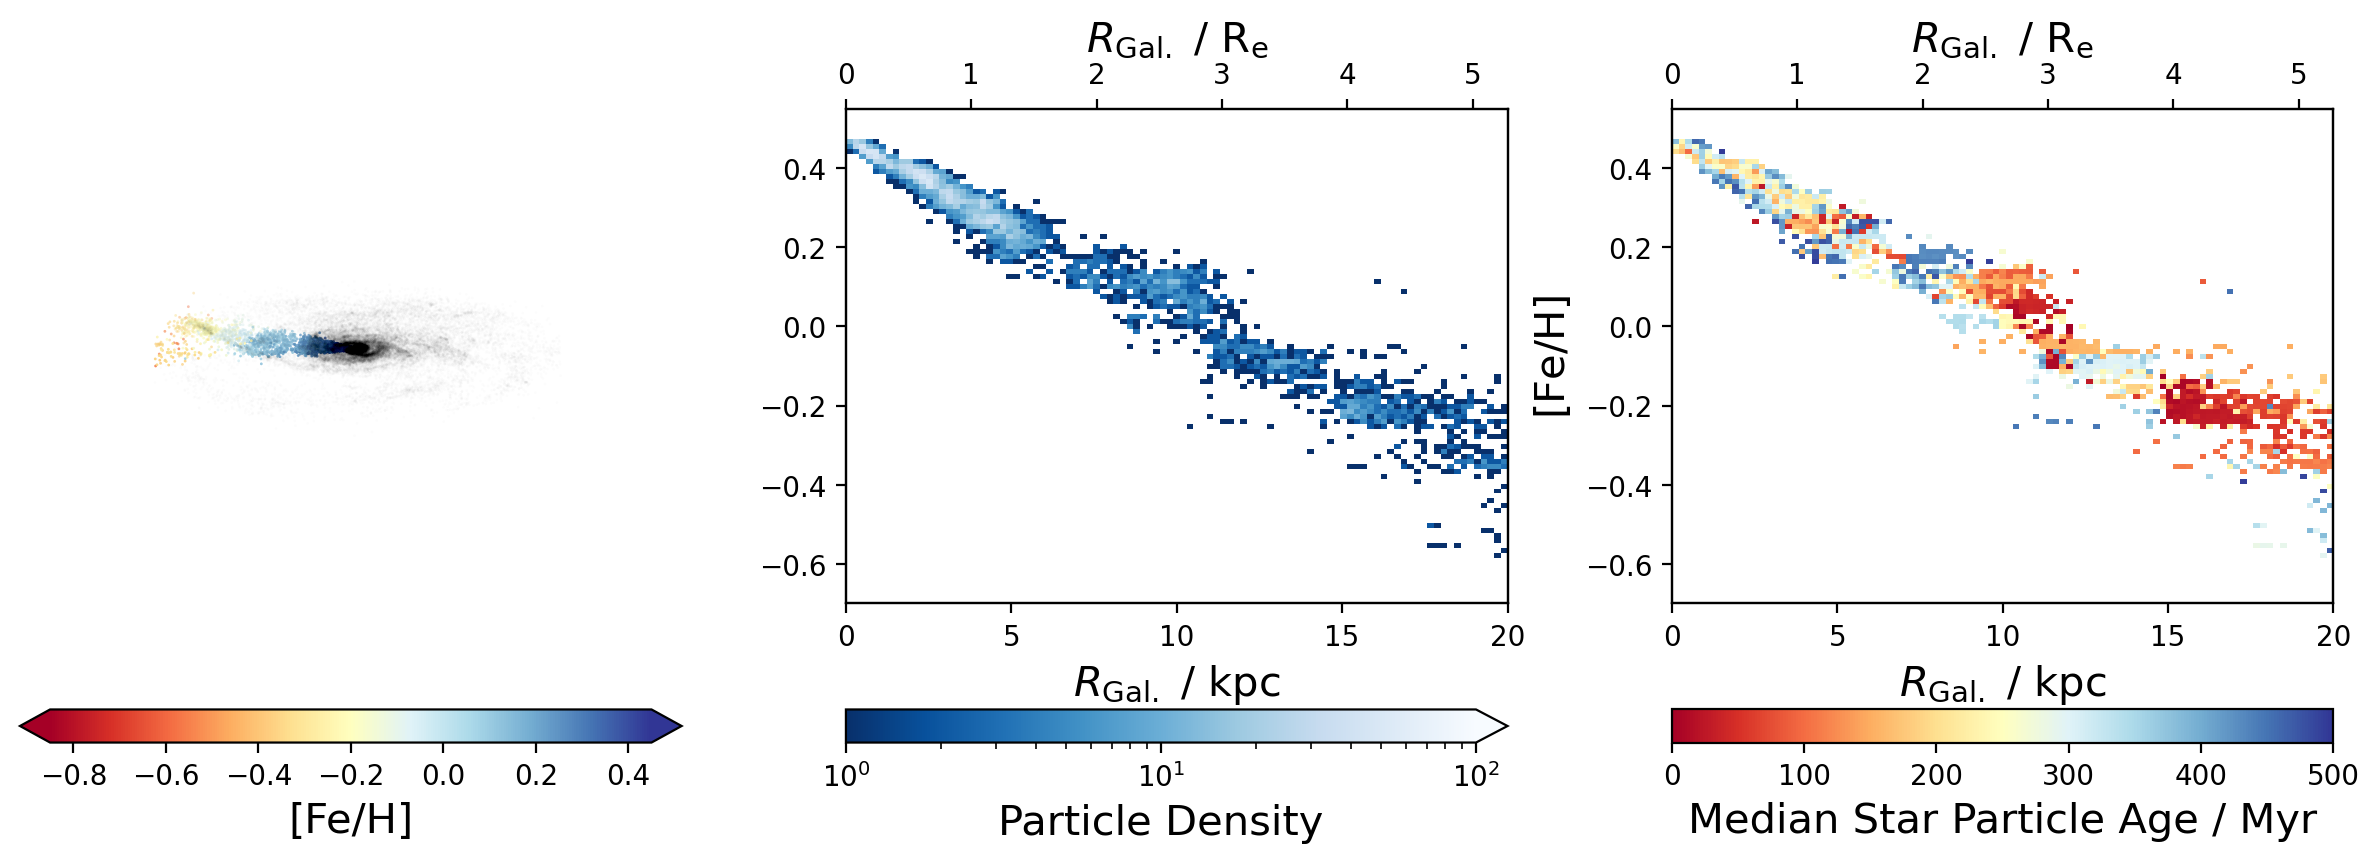 R_Gal. / R_e
0 1 2 3 4 5
0.4
0.2
0.0
−0.2
−0.4
−0.6
0 5 10 15 20
R_Gal. / kpc
R_Gal. / R_e
0 1 2 3 4 5
[Fe/H]
0.4
0.2
0.0
−0.2
−0.4
−0.6
0 5 10 15 20
R_Gal. / kpc
−0.8 −0.6 −0.4 −0.2 0.0 0.2 0.4
[Fe/H]
10^0 10^1 10^2
Particle Density
0 100 200 300 400 500
Median Star Particle Age / Myr